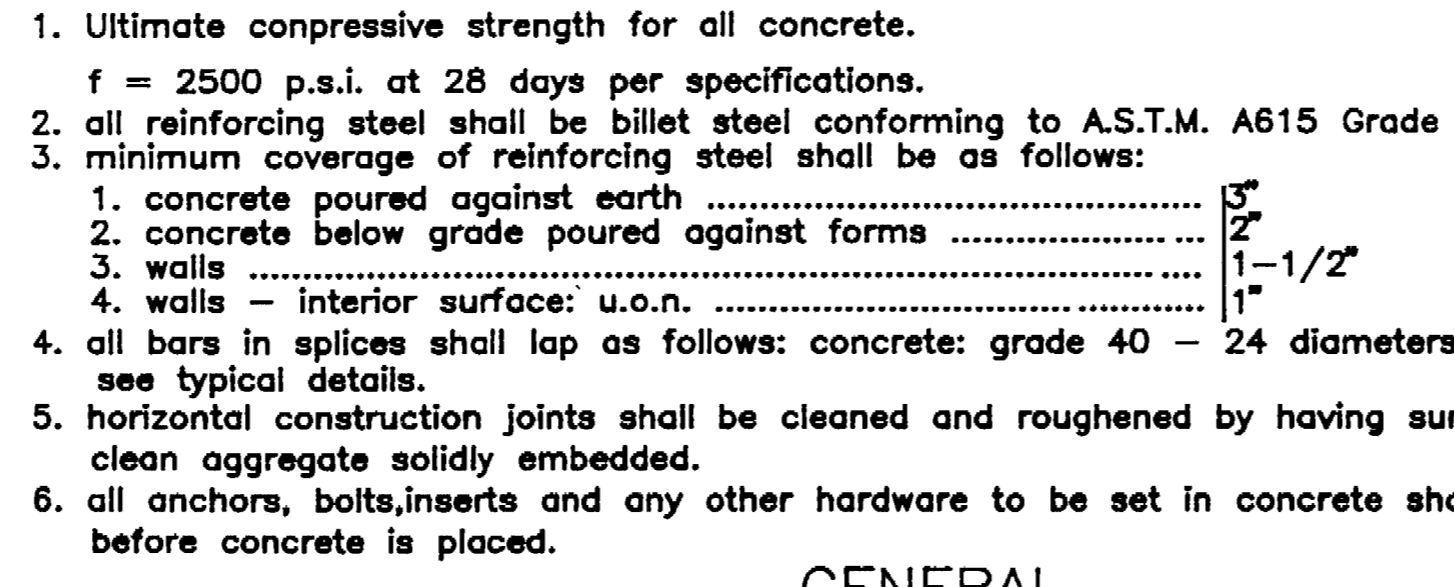 1. Ultimate conpressive strength for all concrete.
f = 2500 p.s.i. at 28 days per specifications.
2. all reinforcing steel shall be billet steel conforming to A.S.T.M. A615 Grade
3. minimum coverage of reinforcing steel shall be as follows:
1. concrete poured against earth ............................................... 3"
2. concrete below grade poured against forms ........................ 2"
3. walls ........................................................................................... 1-1/2"
4. walls – interior surface: u.o.n. ............................................... 1"
4. all bars in splices shall lap as follows: concrete: grade 40 – 24 diameters
see typical details.
5. horizontal construction joints shall be cleaned and roughened by having
clean aggregate solidly embedded.
6. all anchors, bolts,inserts and any other hardware to be set in concrete
before concrete is placed.
GENERAL